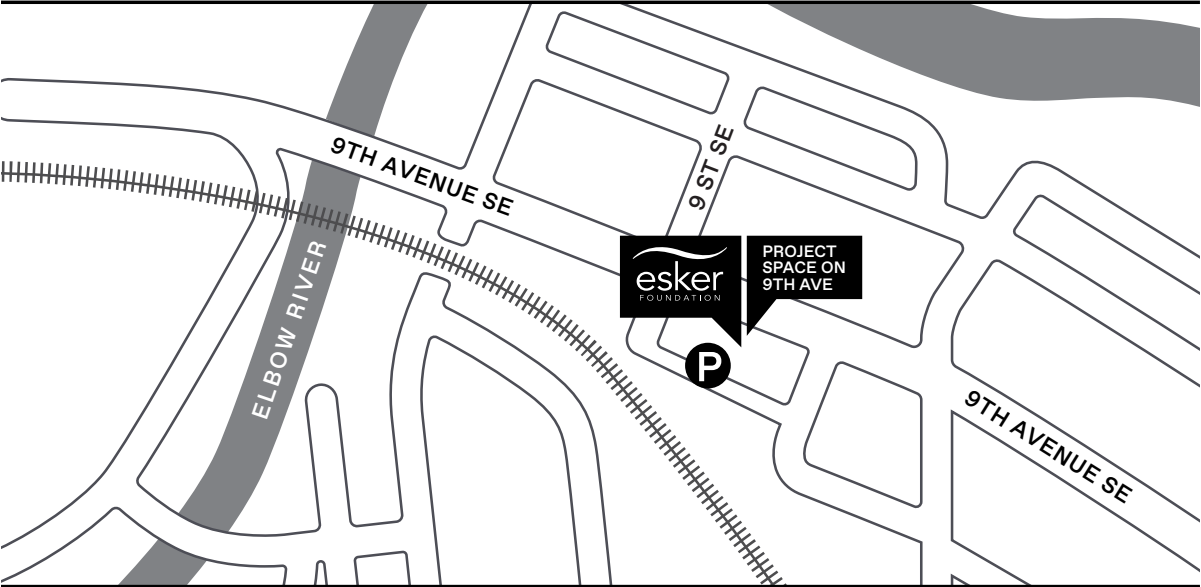 9TH AVENUE SE
9 ST SE
ELBOW RIVER
esker
FOUNDATION
PROJECT
SPACE ON
9TH AVE
P
9TH AVENUE SE